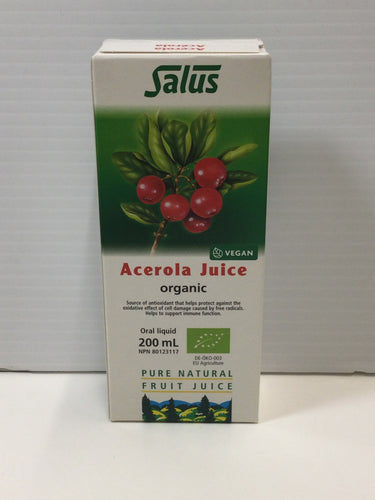 Acerola
Salus
VEGAN
Acerola Juice
organic
Source of antioxidant that helps protect against the
oxidative effect of cell damage caused by free radicals.
Helps to support immune function.
Oral liquid
200 mL
NPN 80123117
DE-ÖKO-003
EU Agriculture
PURE NATURAL
FRUIT JUICE